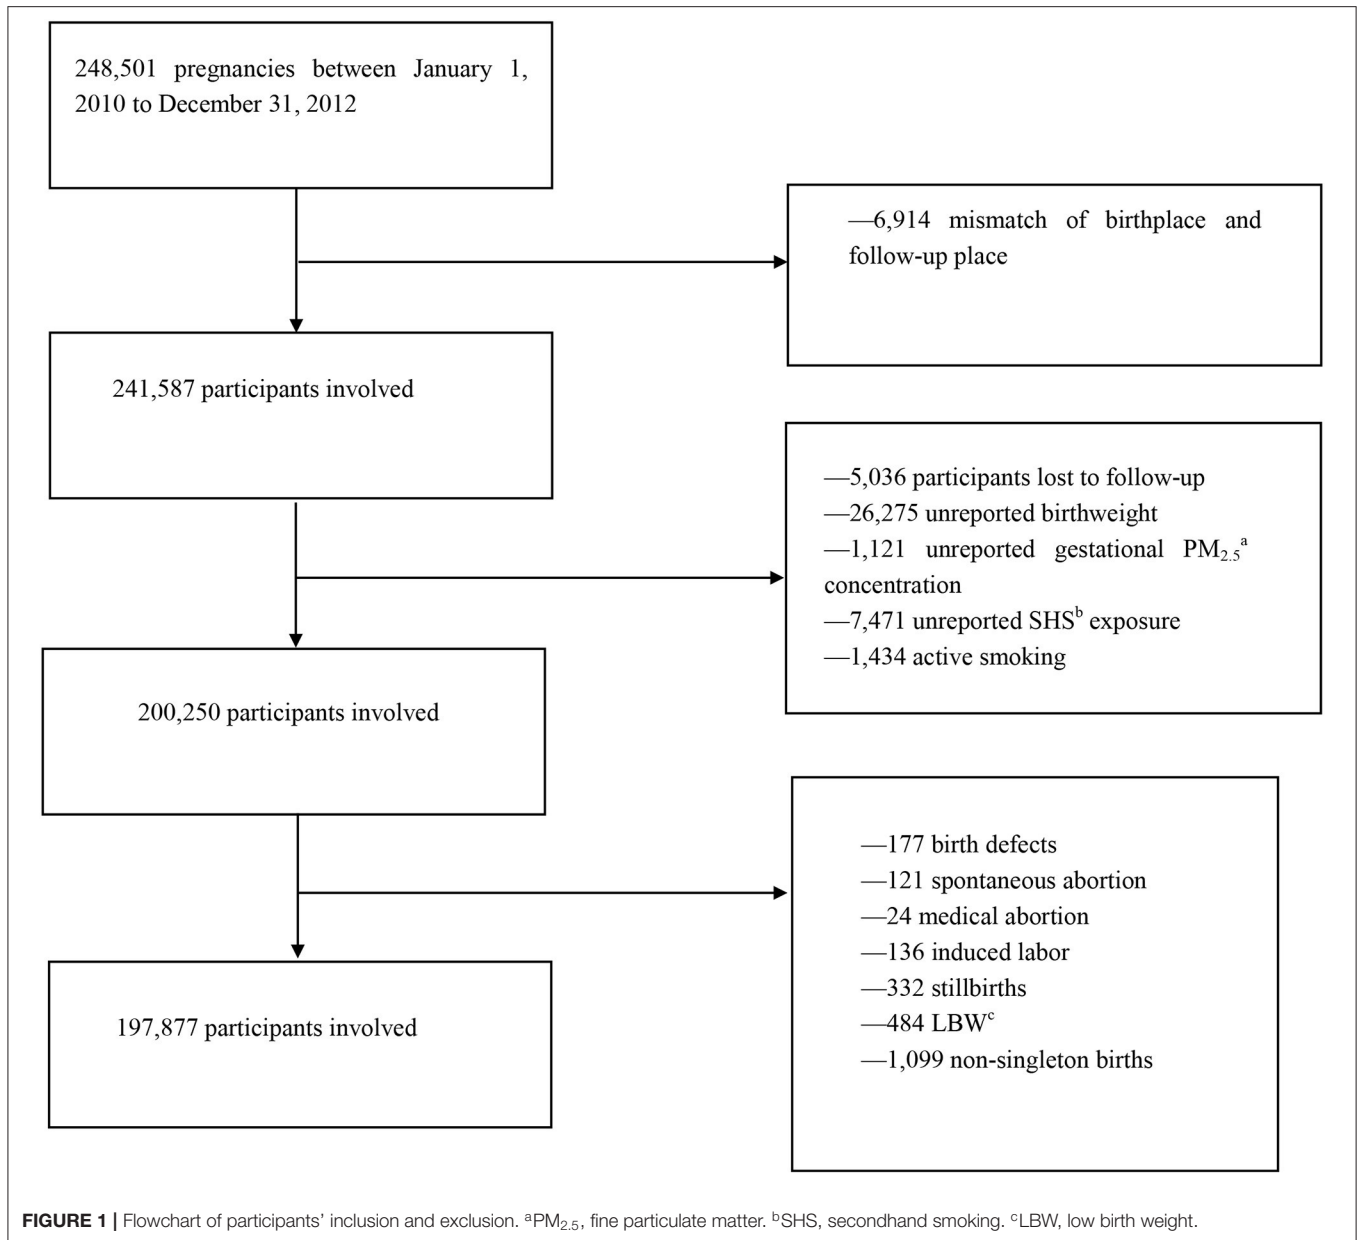 248,501 pregnancies between January 1,
2010 to December 31, 2012
—6,914 mismatch of birthplace and
follow-up place
241,587 participants involved
—5,036 participants lost to follow-up
—26,275 unreported birthweight
—1,121 unreported gestational PM₂.₅ᵃ
concentration
—7,471 unreported SHSᵇ exposure
—1,434 active smoking
200,250 participants involved
—177 birth defects
—121 spontaneous abortion
—24 medical abortion
—136 induced labor
—332 stillbirths
—484 LBWᶜ
—1,099 non-singleton births
197,877 participants involved
FIGURE 1 | Flowchart of participants' inclusion and exclusion. ᵃPM₂.₅, fine particulate matter. ᵇSHS, secondhand smoking. ᶜLBW, low birth weight.